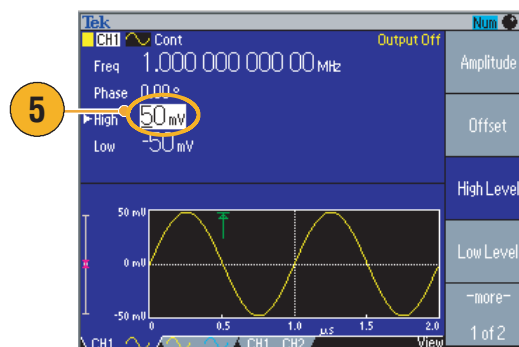 Tek
Num
CH1 Cont
Output Off
Freq 1.000 000 000 00 MHz
Phase 0.00 °
High 50 mV
Low -50 mV
5
Amplitude
Offset
High Level
Low Level
-more-
1 of 2
50 mV
0 mV
-50 mV
0 0.5 1.0 µs 1.5 2.0
CH1 CH1 CH2 View